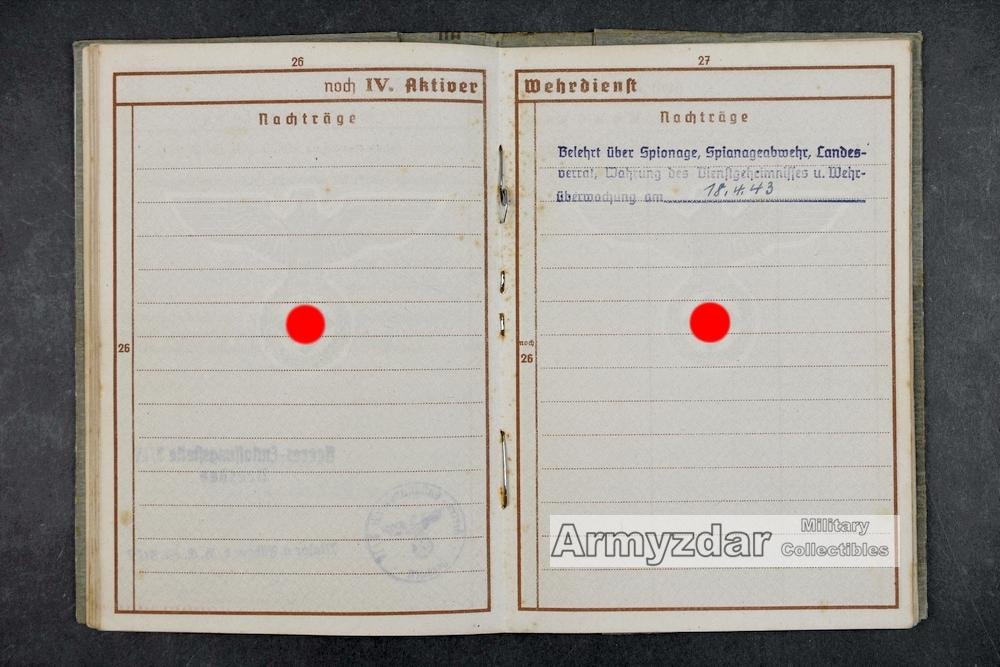 26
noch IV. Aktiver
Nachträge
26
27
Wehrdienst
Nachträge
Belehrt über Spionage, Spianageabwehr, Landes-
verrat, Wahrung des Dienstgeheimnisses u. Wehr-
überwachung am 18.4.43
noch
26
Armyzdar
Military
Collectibles